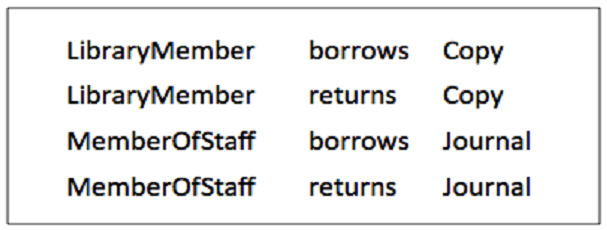 LibraryMember borrows Copy
LibraryMember returns Copy
MemberOfStaff borrows Journal
MemberOfStaff returns Journal